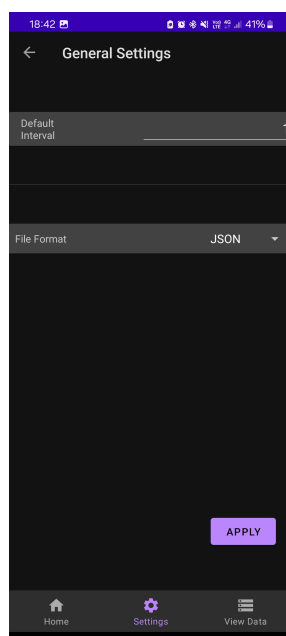 18:42 41%
General Settings
Default
Interval
File Format JSON
APPLY
Home Settings View Data